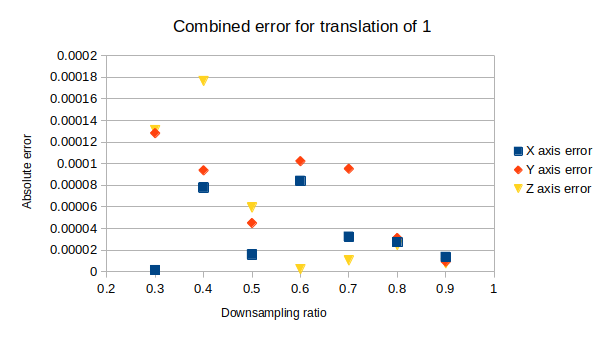 Combined error for translation of 1
0.0002
0.00018
0.00016
0.00014
0.00012
0.0001
0.00008
0.00006
0.00004
0.00002
0
Absolute error
0.2 0.3 0.4 0.5 0.6 0.7 0.8 0.9 1
Downsampling ratio
X axis error
Y axis error
Z axis error